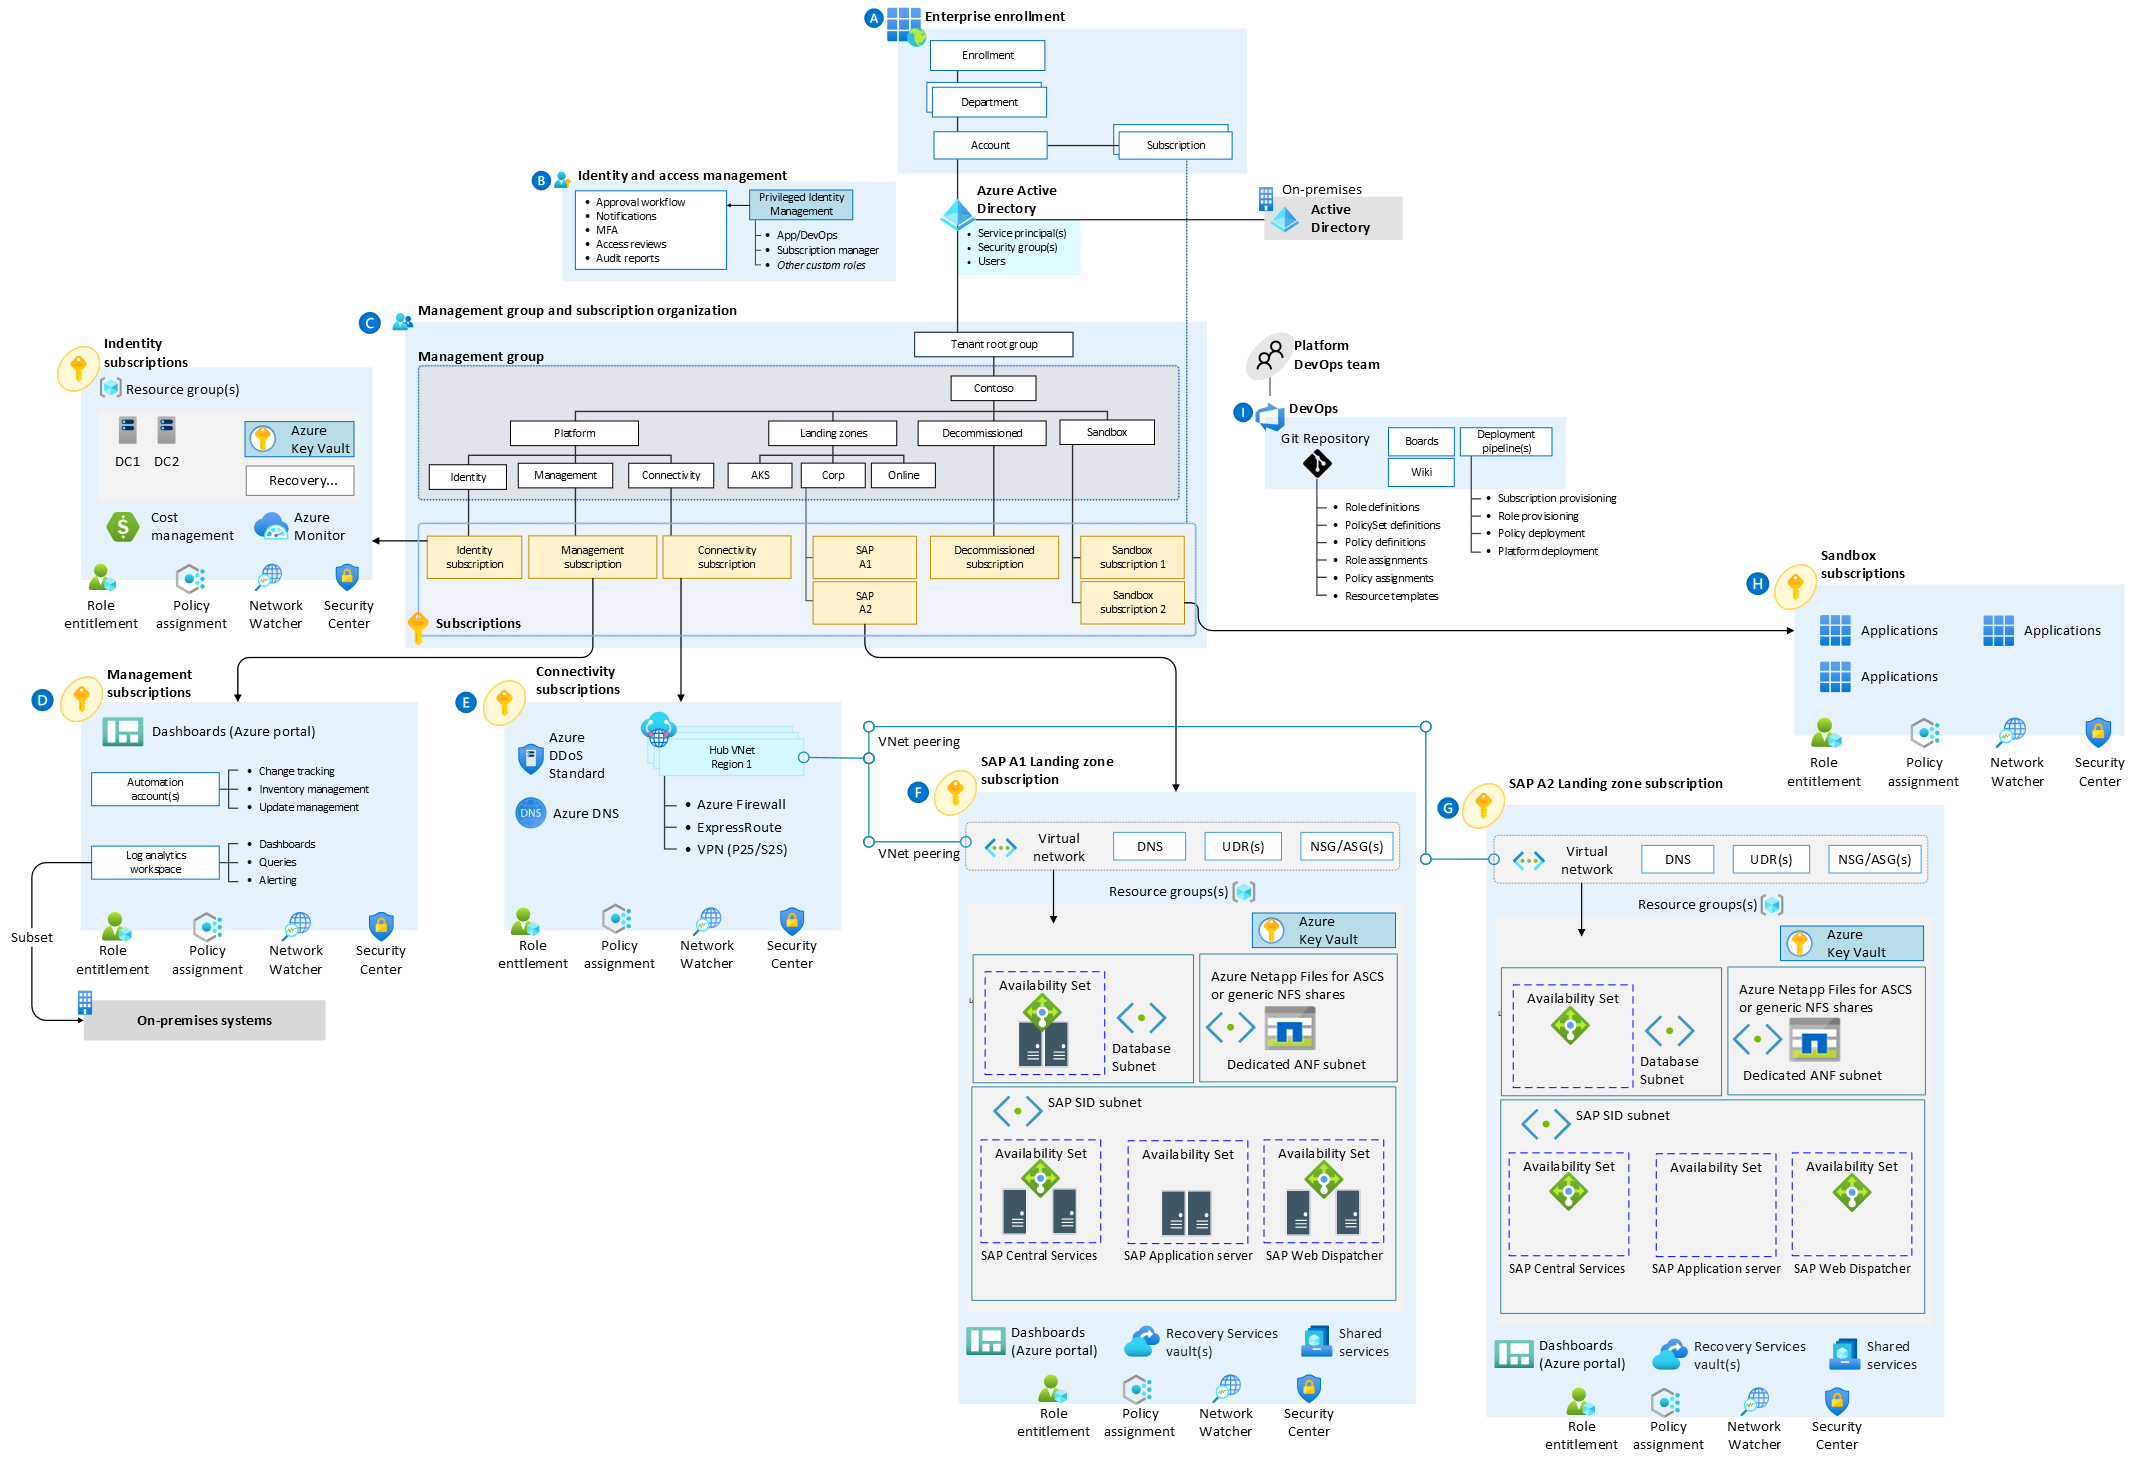 A
Enterprise enrollment
Enrollment
Department
Account
Subscription
B
Identity and access management
• Approval workflow
• Notifications
• MFA
• Access reviews
• Audit reports
Privileged Identity
Management
• App/DevOps
• Subscription manager
• Other custom roles
Azure Active
Directory
• Service principal(s)
• Security group(s)
• Users
On-premises
Active
Directory
C
Management group and subscription organization
Tenant root group
Management group
Contoso
Platform
Landing zones
Decommissioned
Sandbox
Identity
Management
Connectivity
AKS
Corp
Online
Identity
subscription
Management
subscription
Connectivity
subscription
SAP
A1
SAP
A2
Decommissioned
subscription
Sandbox
subscription 1
Sandbox
subscription 2
Subscriptions
Indentity
subscriptions
Resource group(s)
DC1
DC2
Azure
Key Vault
Recovery...
Cost
management
Azure
Monitor
Role
entitlement
Policy
assignment
Network
Watcher
Security
Center
Platform
DevOps team
I
DevOps
Git Repository
Boards
Wiki
Deployment
pipeline(s)
• Role definitions
• PolicySet definitions
• Policy definitions
• Role assignments
• Policy assignments
• Resource templates
• Subscription provisioning
• Role provisioning
• Policy deployment
• Platform deployment
H
Sandbox
subscriptions
Applications
Applications
Applications
Role
entitlement
Policy
assignment
Network
Watcher
Security
Center
D
Management
subscriptions
Dashboards (Azure portal)
Automation
account(s)
• Change tracking
• Inventory management
• Update management
Log analytics
workspace
• Dashboards
• Queries
• Alerting
Subset
Role
entitlement
Policy
assignment
Network
Watcher
Security
Center
On-premises systems
E
Connectivity
subscriptions
Azure
DDoS
Standard
DNS
Azure DNS
Hub VNet
Region 1
• Azure Firewall
• ExpressRoute
• VPN (P25/S2S)
Role
entitlement
Policy
assignment
Network
Watcher
Security
Center
VNet peering
VNet peering
F
SAP A1 Landing zone
subscription
Virtual
network
DNS
UDR(s)
NSG/ASG(s)
Resource groups(s)
Azure
Key Vault
Availability Set
Database
Subnet
Azure Netapp Files for ASCS
or generic NFS shares
Dedicated ANF subnet
SAP SID subnet
Availability Set
Availability Set
Availability Set
SAP Central Services
SAP Application server
SAP Web Dispatcher
Dashboards
(Azure portal)
Recovery Services
vault(s)
Shared
services
Role
entitlement
Policy
assignment
Network
Watcher
Security
Center
G
SAP A2 Landing zone subscription
Virtual
network
DNS
UDR(s)
NSG/ASG(s)
Resource groups(s)
Azure
Key Vault
Availability Set
Database
Subnet
Azure Netapp Files for ASCS
or generic NFS shares
Dedicated ANF subnet
SAP SID subnet
Availability Set
Availability Set
Availability Set
SAP Central Services
SAP Application server
SAP Web Dispatcher
Dashboards
(Azure portal)
Recovery Services
vault(s)
Shared
services
Role
entitlement
Policy
assignment
Network
Watcher
Security
Center